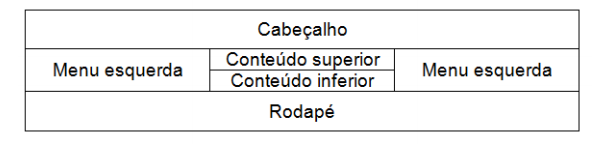 Cabeçalho
Menu esquerda
Conteúdo superior
Conteúdo inferior
Menu esquerda
Rodapé